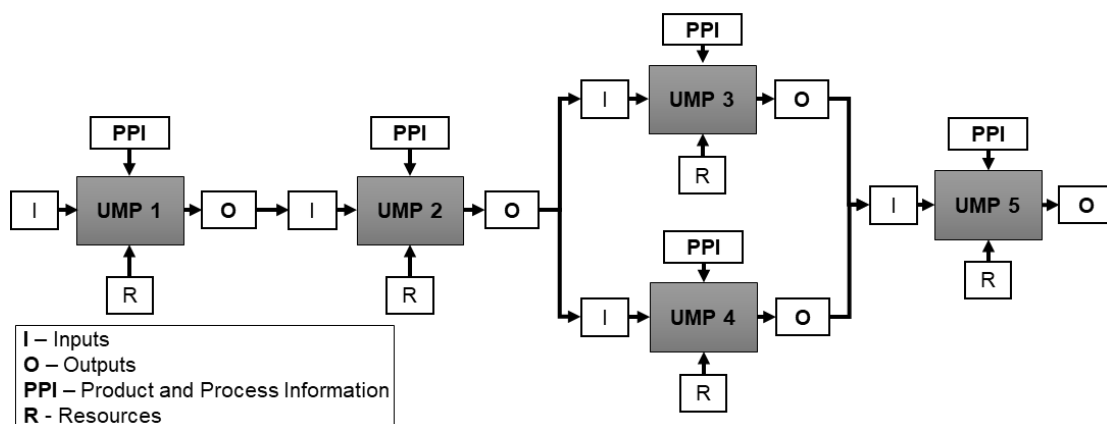 PPI
I
UMP 1
O
R
PPI
I
UMP 2
O
R
PPI
I
UMP 3
O
R
PPI
I
UMP 4
O
R
PPI
I
UMP 5
O
R
I – Inputs
O – Outputs
PPI – Product and Process Information
R - Resources